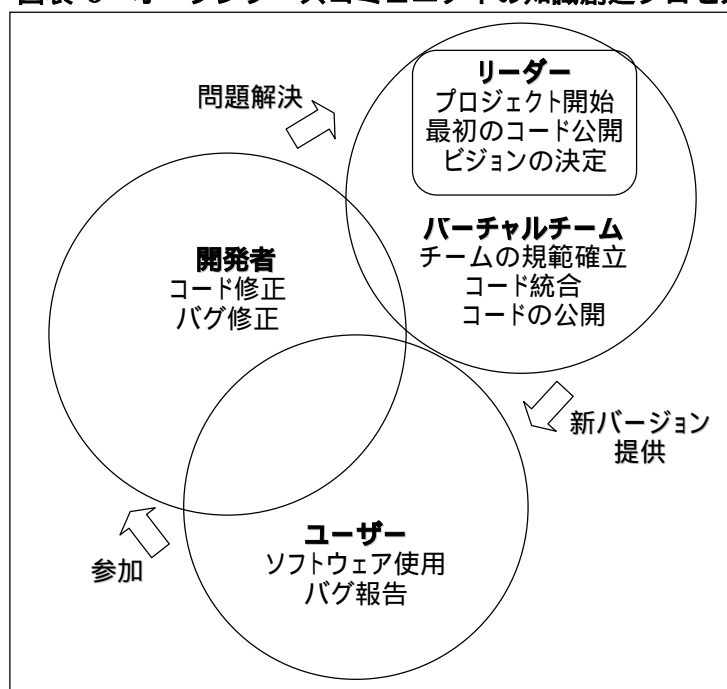 リーダー
プロジェクト開始
最初のコード公開
ビジョンの決定
問題解決
バーチャルチーム
チームの規範確立
コード統合
コードの公開
開発者
コード修正
バグ修正
新バージョン
提供
ユーザー
ソフトウェア使用
バグ報告
参加